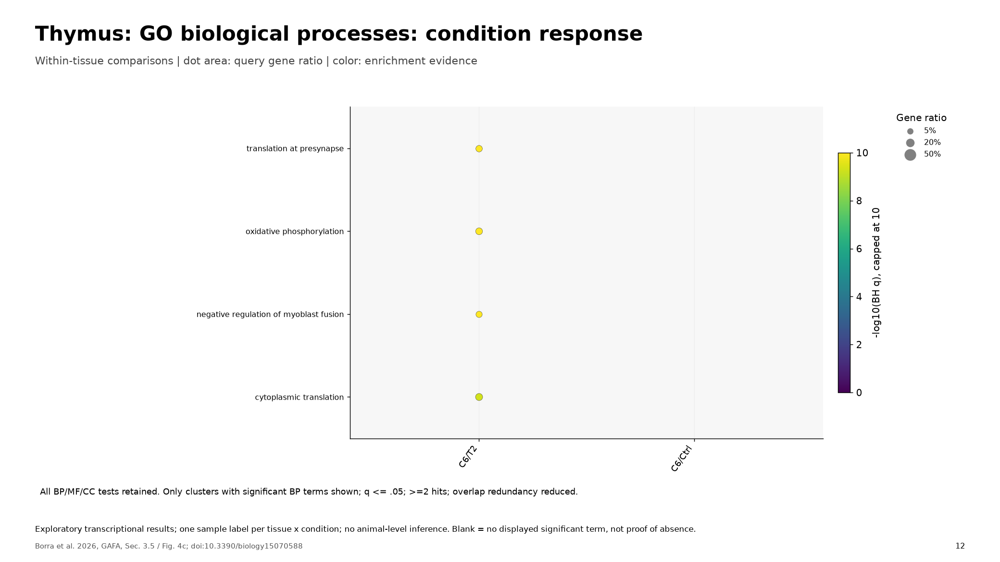 Thymus: GO biological processes: condition response
Within-tissue comparisons | dot area: query gene ratio | color: enrichment evidence
translation at presynapse
oxidative phosphorylation
negative regulation of myoblast fusion
cytoplasmic translation
C6/T2
C6/Ctrl
10
8
6
4
2
0
-log10(BH q), capped at 10
Gene ratio
5%
20%
50%
All BP/MF/CC tests retained. Only clusters with significant BP terms shown; q <= .05; >=2 hits; overlap redundancy reduced.
Exploratory transcriptional results; one sample label per tissue x condition; no animal-level inference. Blank = no displayed significant term, not proof of absence.
Borra et al. 2026, GAFA, Sec. 3.5 / Fig. 4c; doi:10.3390/biology15070588
12